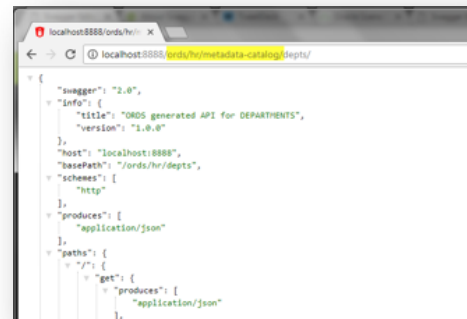 localhost:8888/ords/hr/
localhost:8888/ords/hr/metadata-catalog/depts/
{
"swagger": "2.0",
"info": {
"title": "ORDS generated API for DEPARTMENTS",
"version": "1.0.0"
},
"host": "localhost:8888",
"basePath": "/ords/hr/depts",
"schemes": [
"http"
],
"produces": [
"application/json"
],
"paths": {
"/": {
"get": {
"produces": [
"application/json"
],